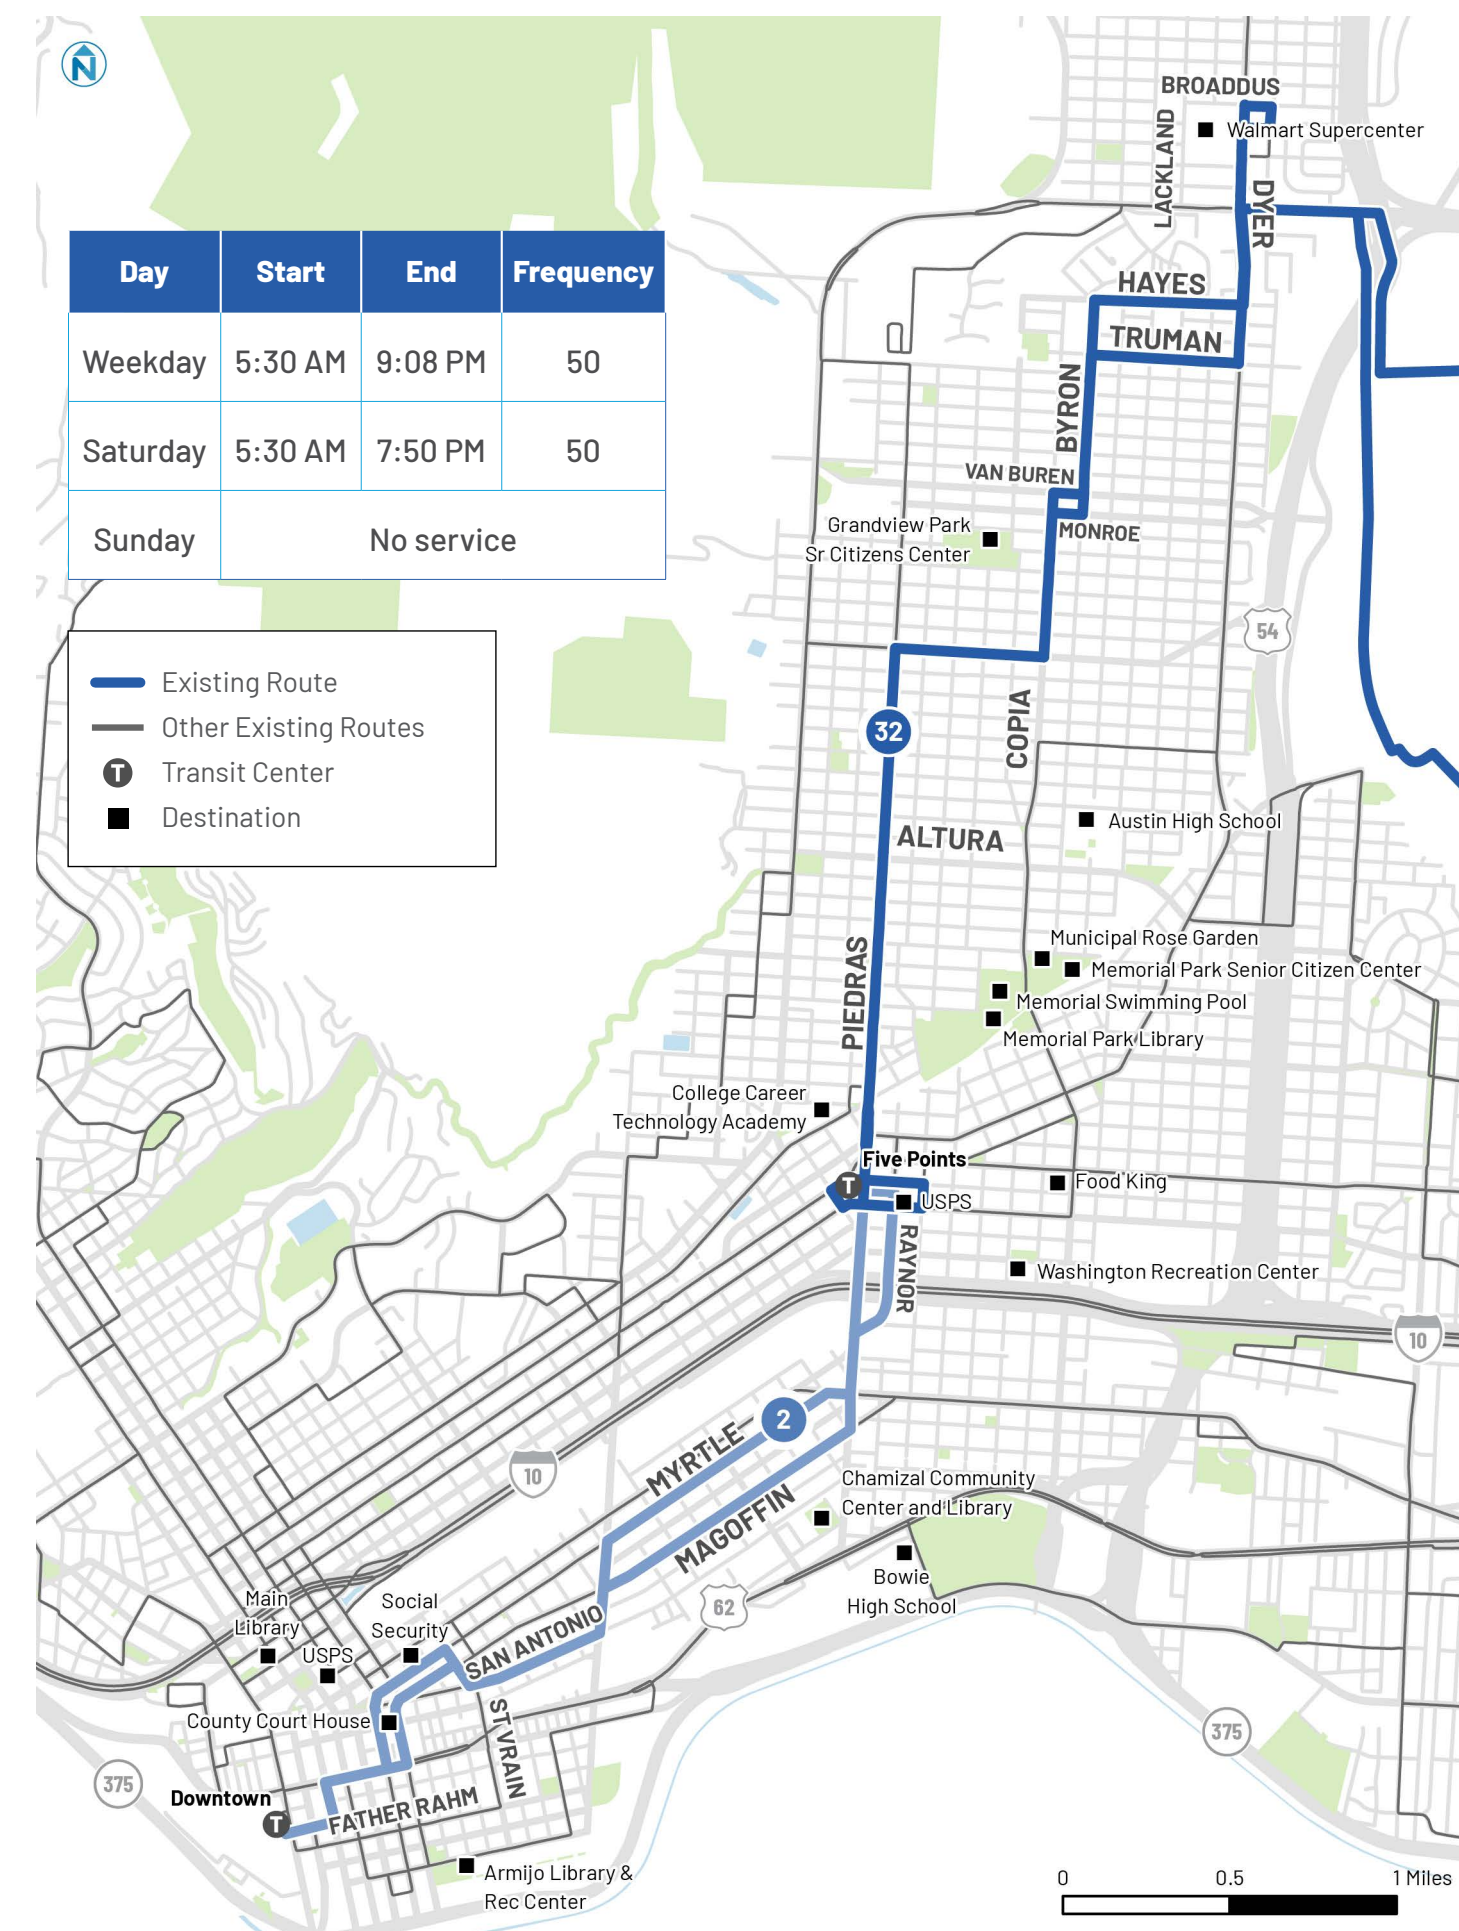 N
BROADDUS
Walmart Supercenter
LACKLAND
DYER
Day Start End Frequency
Weekday 5:30 AM 9:08 PM 50
Saturday 5:30 AM 7:50 PM 50
Sunday No service
HAYES
TRUMAN
BYRON
VAN BUREN
MONROE
Grandview Park
Sr Citizens Center
54
Existing Route
Other Existing Routes
T Transit Center
Destination
32
COPIA
ALTURA
Austin High School
PIEDRAS
Municipal Rose Garden
Memorial Park Senior Citizen Center
Memorial Swimming Pool
Memorial Park Library
College Career
Technology Academy
Five Points
T
USPS
Food King
RAYNOR
Washington Recreation Center
10
2
MYRTLE
MAGOFFIN
10
Chamizal Community
Center and Library
Bowie
High School
62
Main
Library
USPS
Social
Security
SAN ANTONIO
County Court House
ST VRAIN
375
375
Downtown
T
FATHER RAHM
Armijo Library &
Rec Center
0 0.5 1 Miles